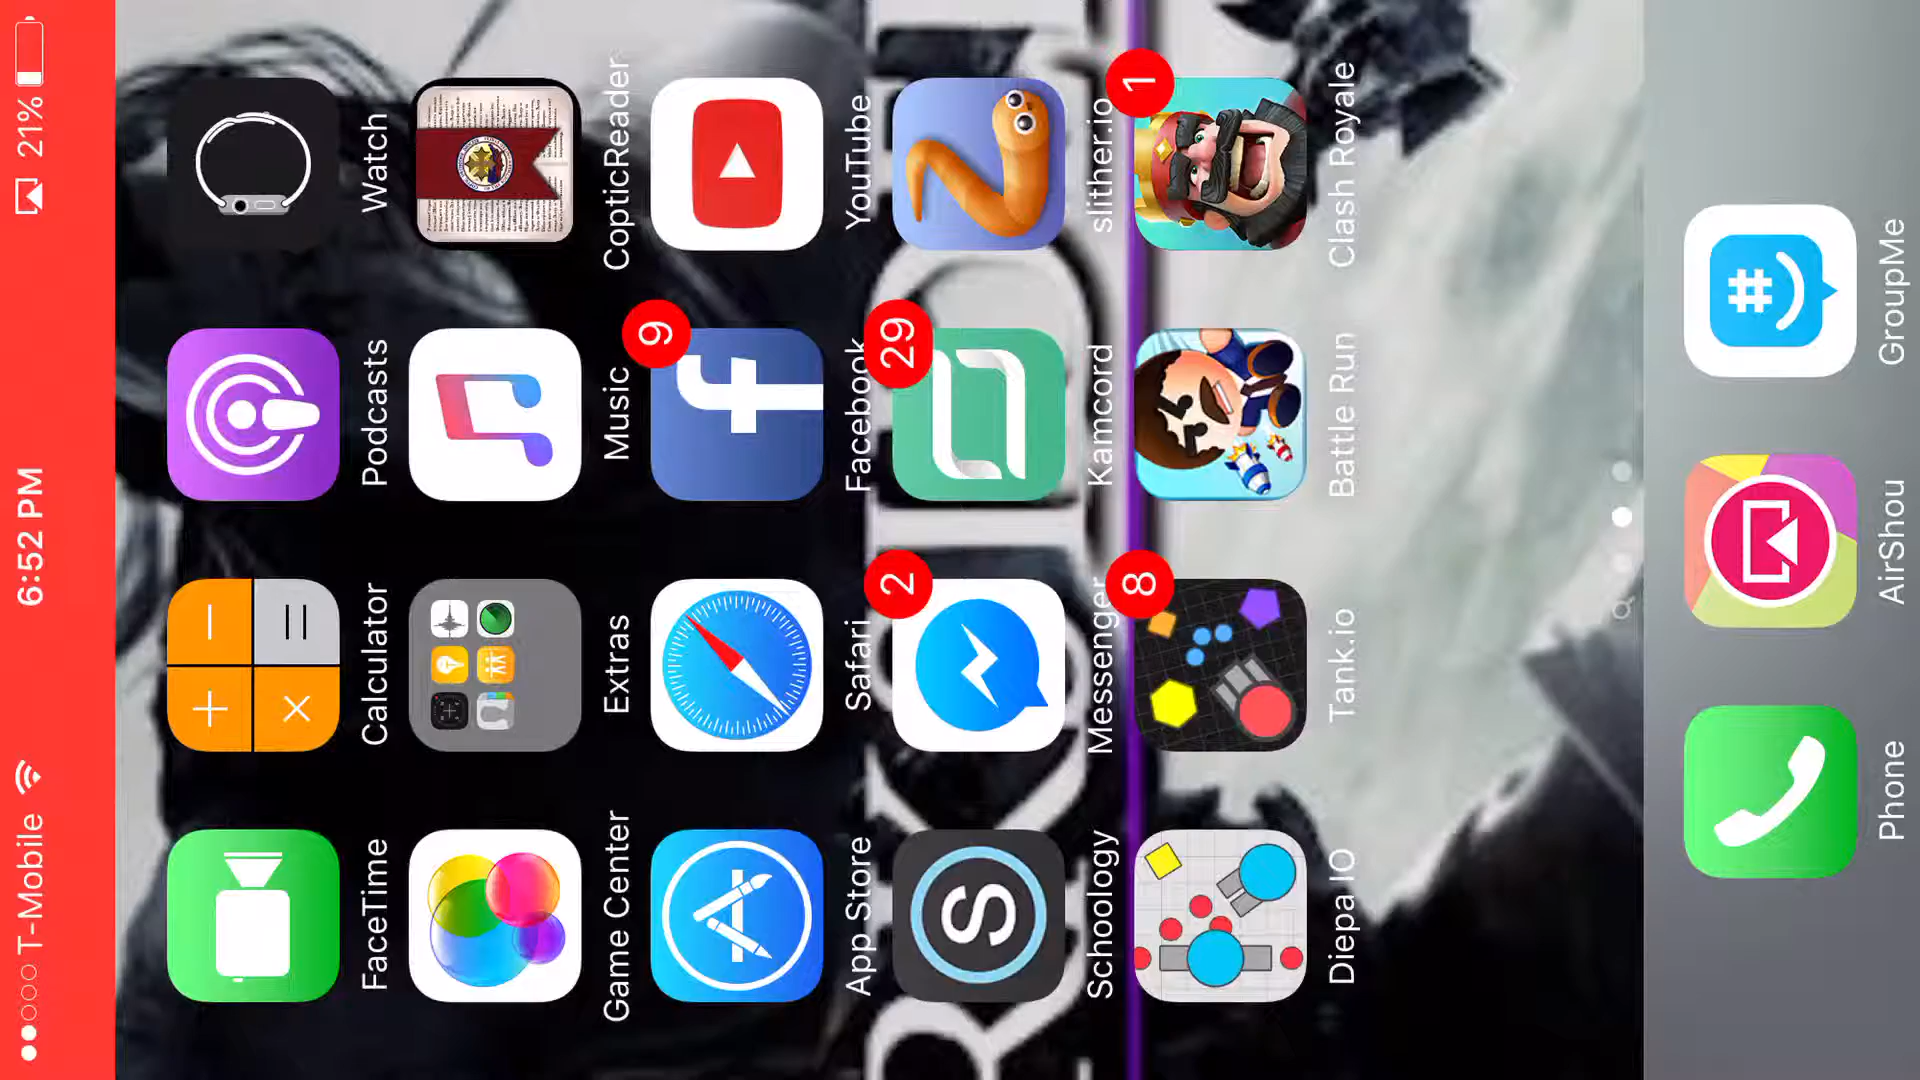 T-Mobile 6:52 PM 21%
FaceTime Calculator Podcasts Watch
Game Center Extras Music CopticReader
9
App Store Safari Facebook YouTube
2 29
S
Schoology Messenger Kamcord slither.io
8 1
Diepa IO Tank.io Battle Run Clash Royale
Phone AirShou GroupMe